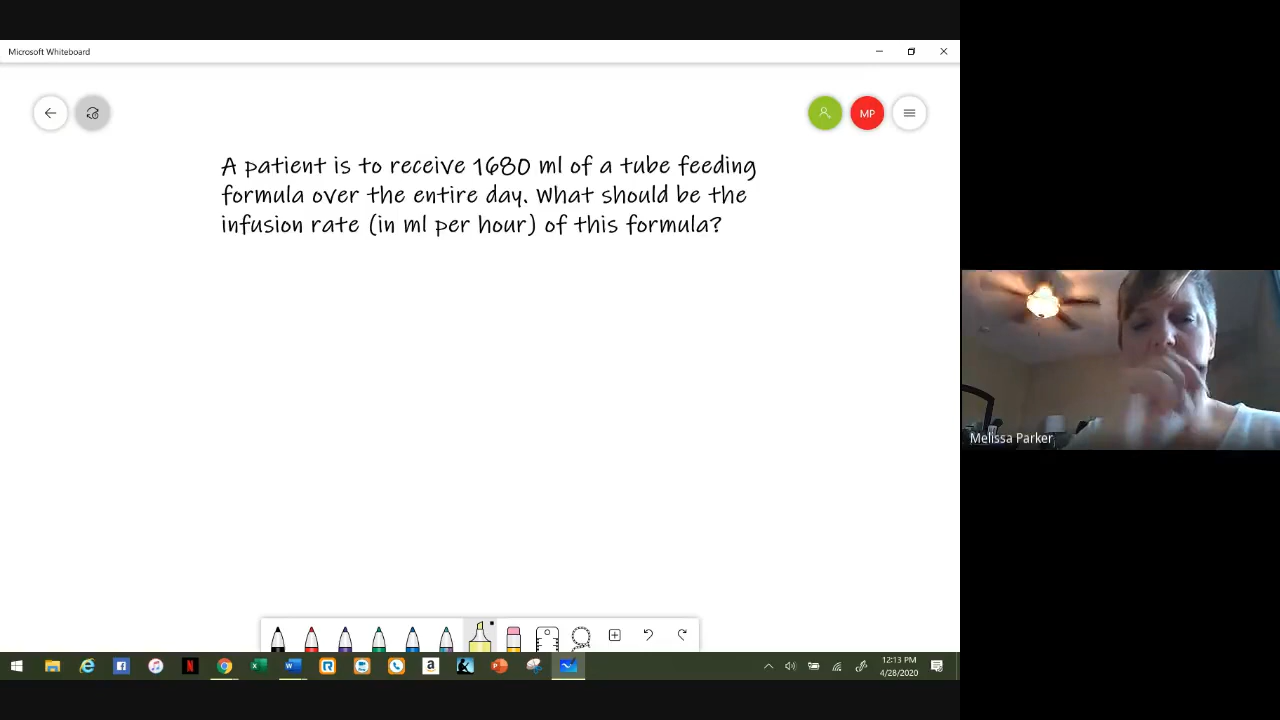 Microsoft Whiteboard
MP
A patient is to receive 1680 ml of a tube feeding
formula over the entire day. What should be the
infusion rate (in ml per hour) of this formula?
Melissa Parker
12:13 PM
4/28/2020